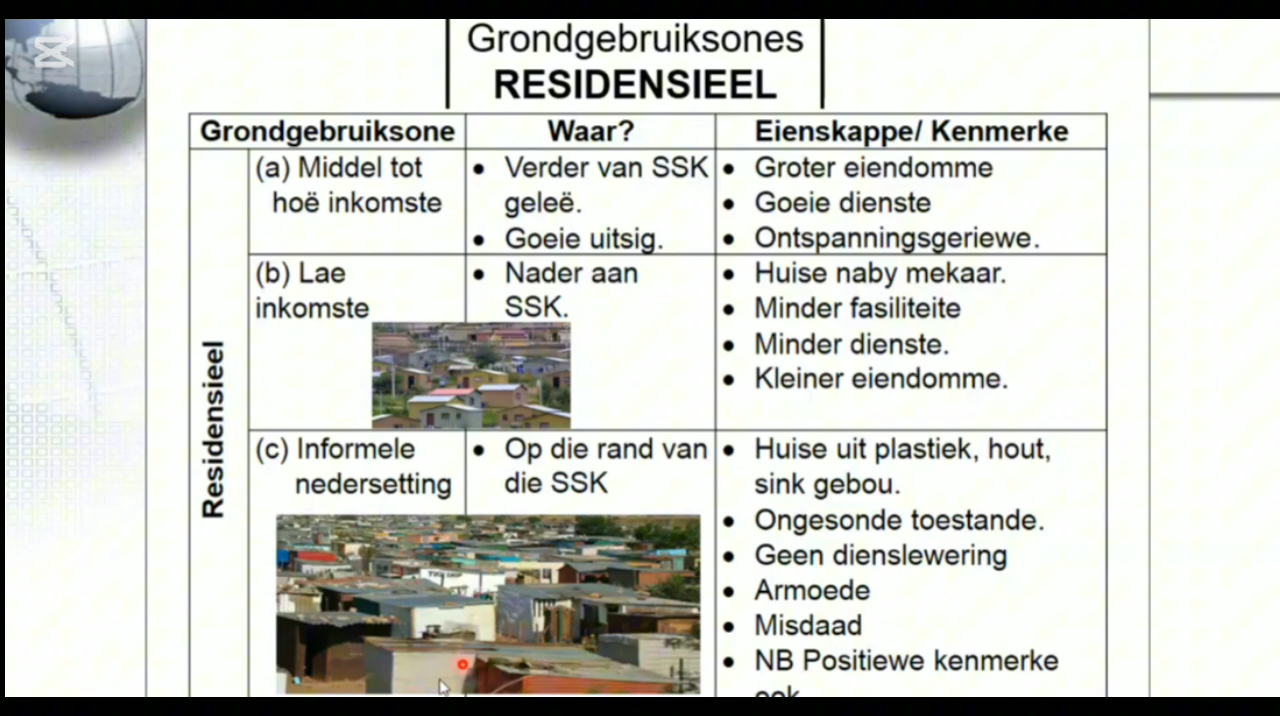 Grondgebruiksones
RESIDENSIEEL
Grondgebruiksone
Waar?
Eienskappe/ Kenmerke
Residensieel
(a) Middel tot
hoë inkomste
• Verder van SSK
geleë.
• Goeie uitsig.
• Groter eiendomme
• Goeie dienste
• Ontspanningsgeriewe.
(b) Lae
inkomste
• Nader aan
SSK.
• Huise naby mekaar.
• Minder fasiliteite
• Minder dienste.
• Kleiner eiendomme.
(c) Informele
nedersetting
• Op die rand van
die SSK
• Huise uit plastiek, hout,
sink gebou.
• Ongesonde toestande.
• Geen dienslewering
• Armoede
• Misdaad
• NB Positiewe kenmerke
ook